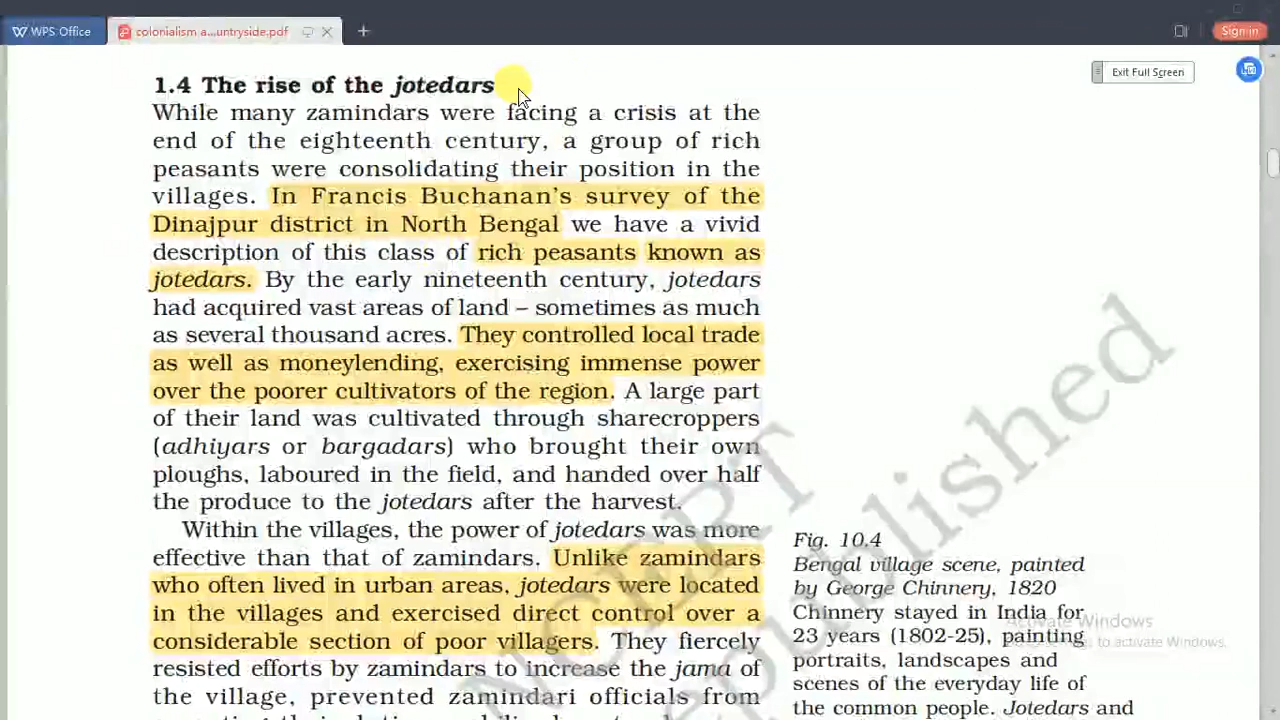 WPS Office
colonialism a...untryside.pdf
Sign in
Exit Full Screen
1.4 The rise of the jotedars
While many zamindars were facing a crisis at the
end of the eighteenth century, a group of rich
peasants were consolidating their position in the
villages. In Francis Buchanan's survey of the
Dinajpur district in North Bengal we have a vivid
description of this class of rich peasants known as
jotedars. By the early nineteenth century, jotedars
had acquired vast areas of land – sometimes as much
as several thousand acres. They controlled local trade
as well as moneylending, exercising immense power
over the poorer cultivators of the region. A large part
of their land was cultivated through sharecroppers
(adhiyars or bargadars) who brought their own
ploughs, laboured in the field, and handed over half
the produce to the jotedars after the harvest.
Within the villages, the power of jotedars was more
effective than that of zamindars. Unlike zamindars
who often lived in urban areas, jotedars were located
in the villages and exercised direct control over a
considerable section of poor villagers. They fiercely
resisted efforts by zamindars to increase the jama of
the village, prevented zamindari officials from
Fig. 10.4
Bengal village scene, painted
by George Chinnery, 1820
Chinnery stayed in India for
23 years (1802-25), painting
portraits, landscapes and
scenes of the everyday life of
the common people. Jotedars and
Activate Windows
to activate Windows.
NCERT
republished